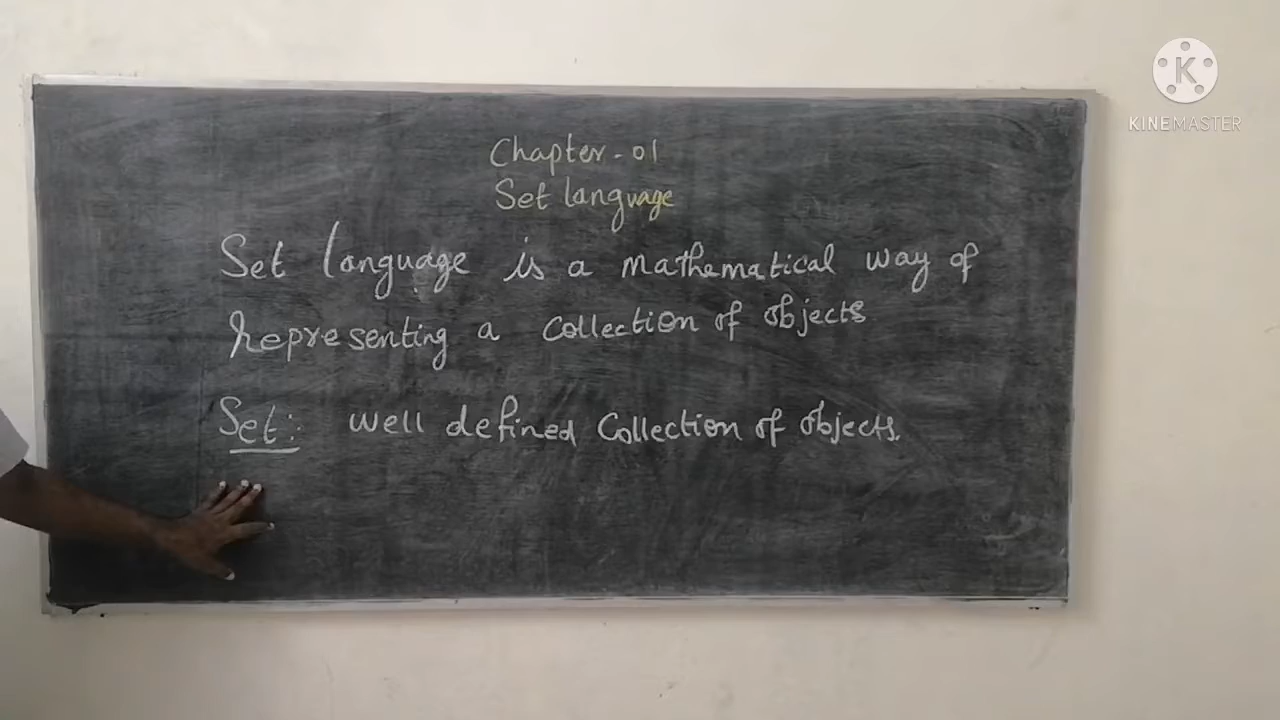 Chapter - 01
Set language
Set language is a mathematical way of
representing a collection of objects
Set: well defined collection of objects.
K
KINEMASTER